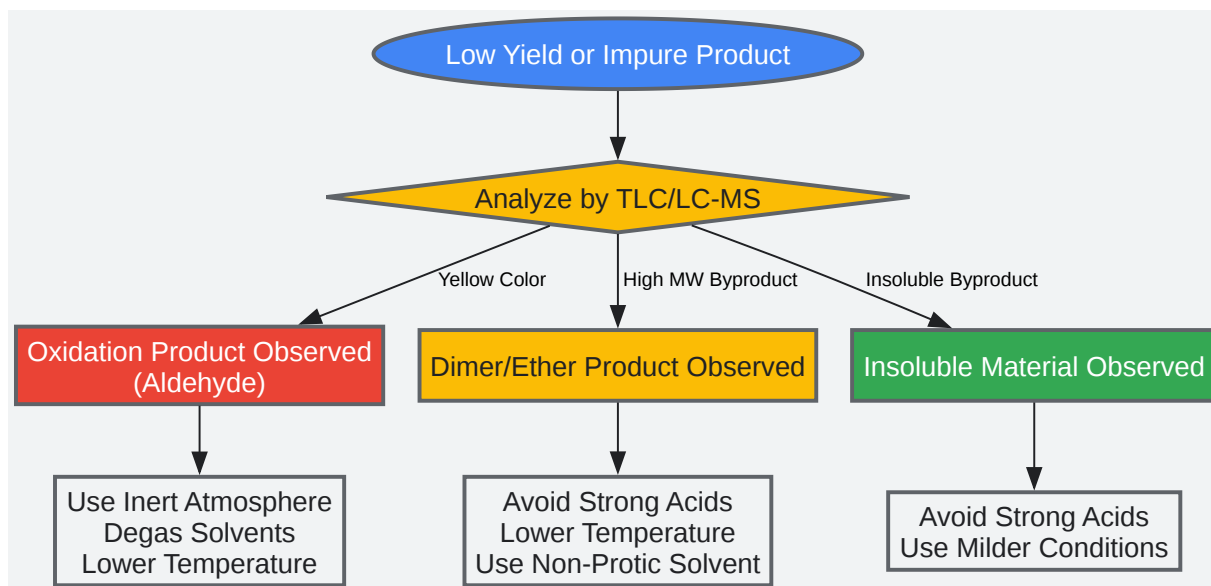 Low Yield or Impure Product
Analyze by TLC/LC-MS
Yellow Color
High MW Byproduct
Insoluble Byproduct
Oxidation Product Observed
(Aldehyde)
Dimer/Ether Product Observed
Insoluble Material Observed
Use Inert Atmosphere
Degas Solvents
Lower Temperature
Avoid Strong Acids
Lower Temperature
Use Non-Protic Solvent
Avoid Strong Acids
Use Milder Conditions